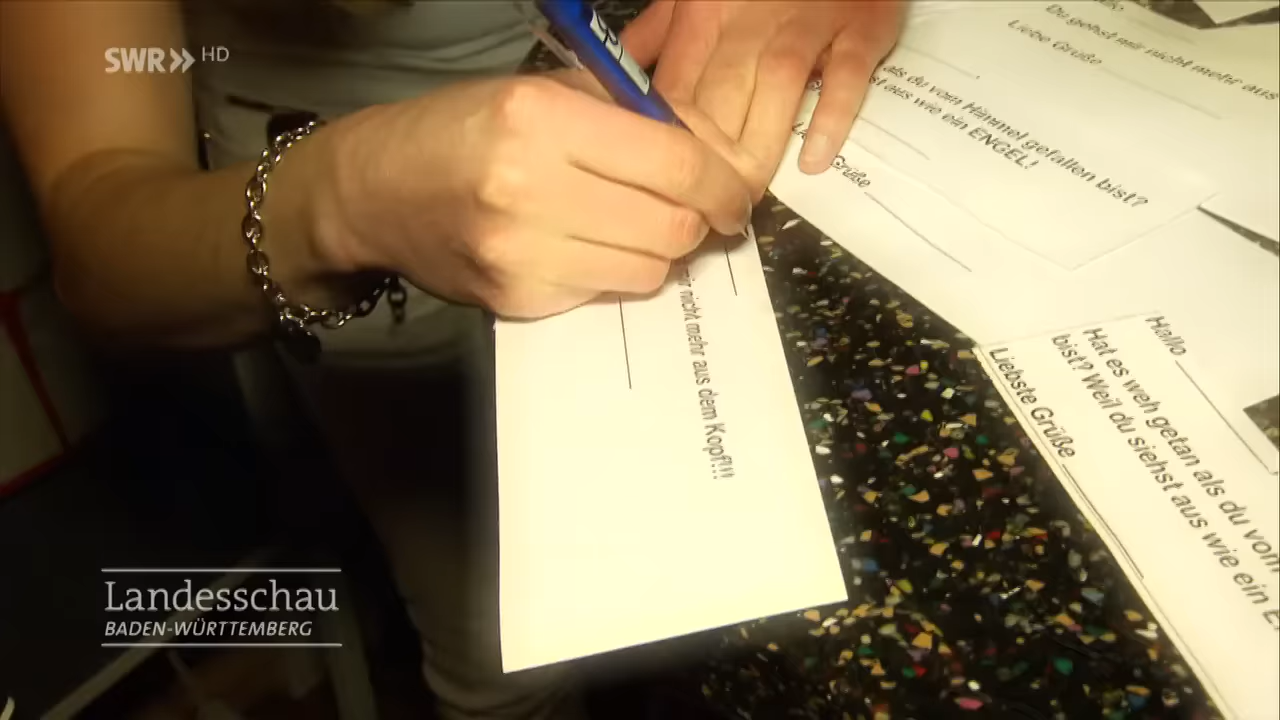 SWR» HD
Du gehst mir nicht mehr aus
Liebe Grüße
als du vom Himmel gefallen bist?
aus wie ein ENGEL!
Grüße
nicht mehr aus dem Kopf!!!
Hallo
Hat es weh getan als du vom
bist? Weil du siehst aus wie ein
Liebste Grüße
Landesschau
BADEN-WÜRTTEMBERG